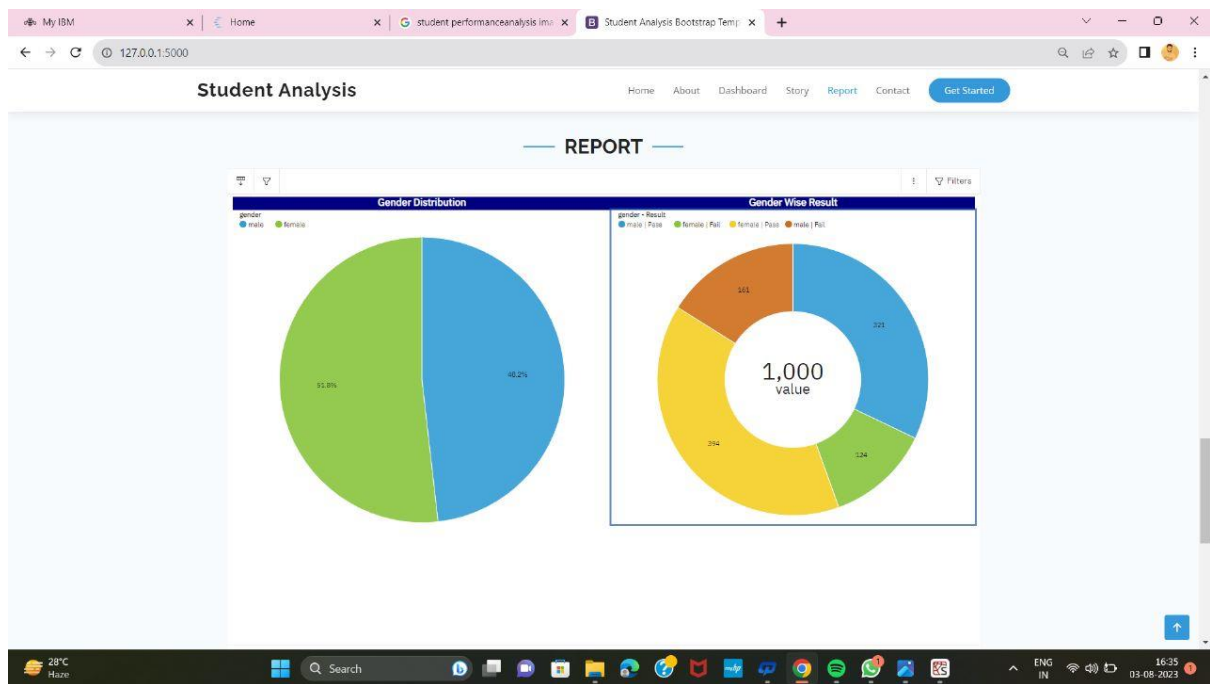 My IBM
Home
student performanceanalysis ima
Student Analysis Bootstrap Temp
127.0.0.1:5000
Student Analysis
Home About Dashboard Story Report Contact Get Started
REPORT
Filters
Gender Distribution
gender
male female
51.8%
48.2%
Gender Wise Result
gender - Result
male | Pass female | Fail female | Pass male | Fail
161
321
1,000
value
394
124
28°C
Haze
Search
ENG
IN
16:35
03-08-2023
1